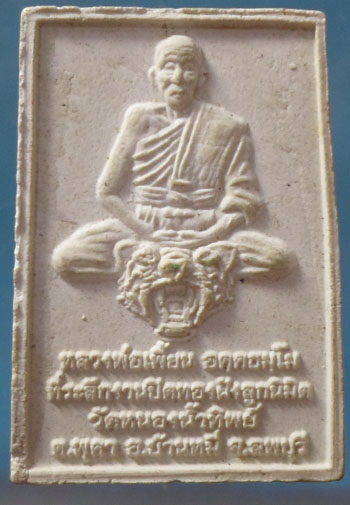 หลวงพ่อเทียน อคฺคธมฺโม
ที่ระลึกงานปิดทองฝังลูกนิมิต
วัดหนองน้ำทิพย์
ต.พุคา อ.บ้านหมี่ จ.ลพบุรี